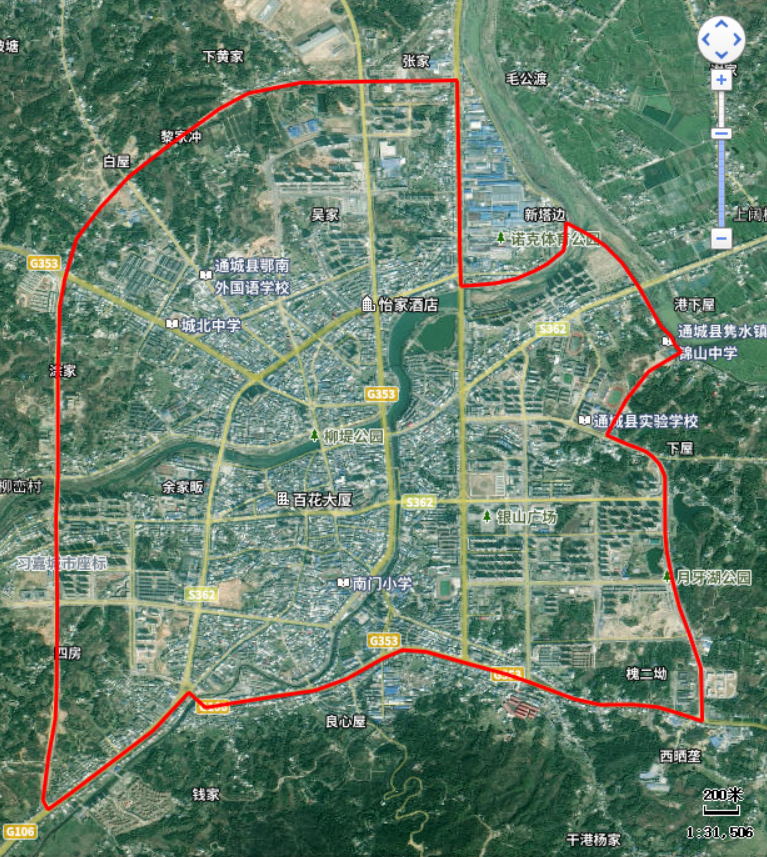 张家
下黄家
毛公渡
黎家冲
白屋
吴家
新塔边
诺克体育公园
G353
通城县鄂南
外国语学校
怡家酒店
港下屋
城北中学
S362
通城县隽水镇
锦山中学
涂家
G353
通城县实验学校
柳堤公园
下屋
柳峦村
余家畈
百花大厦
S362
银山广场
习嘉城市座标
南门小学
月牙湖公园
S362
G353
四房
槐二坳
良心屋
西晒垄
钱家
200米
G106
1:31,506
干港杨家